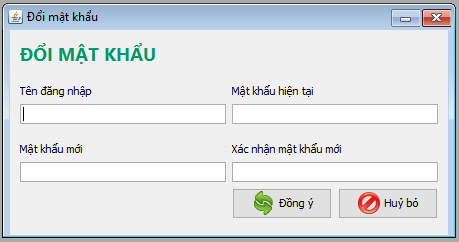 Đổi mật khẩu
ĐỔI MẬT KHẨU
Tên đăng nhập
Mật khẩu hiện tại
Mật khẩu mới
Xác nhận mật khẩu mới
Đồng ý
Huỷ bỏ